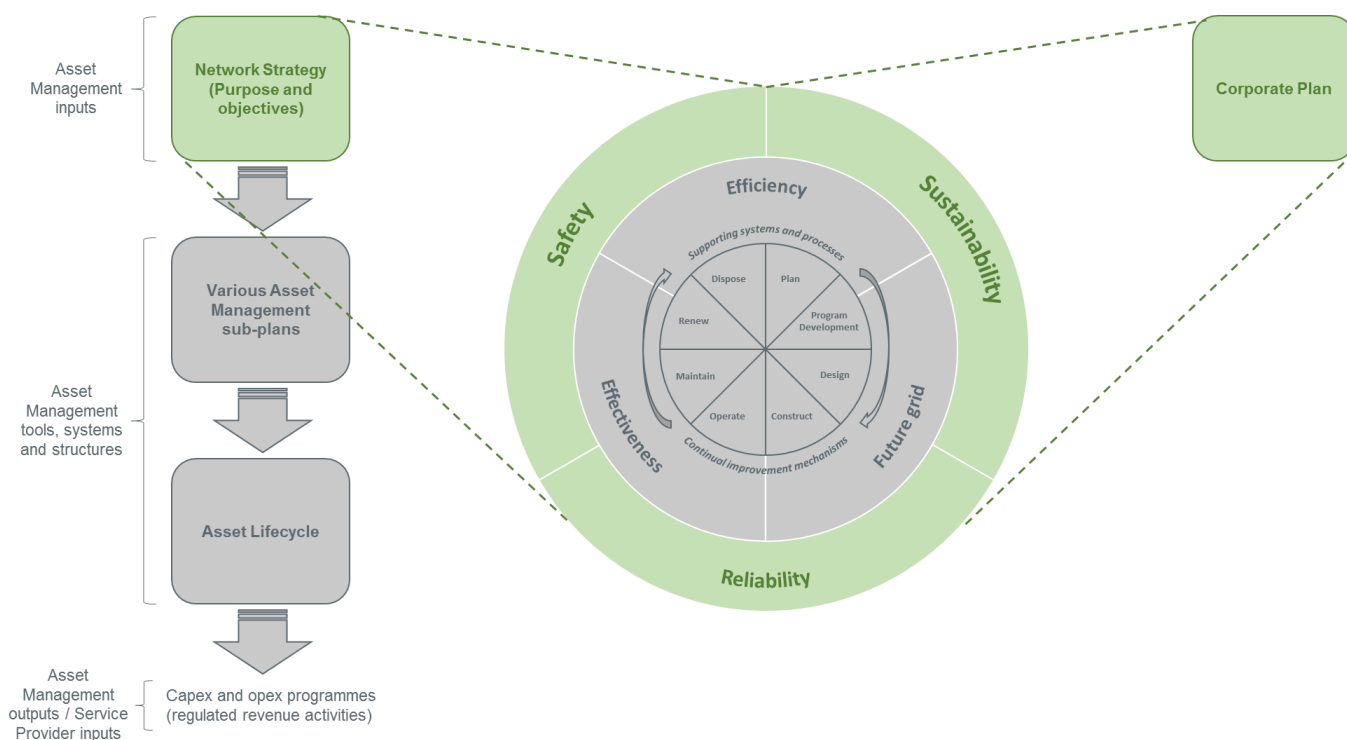 Asset
Management
inputs
Network Strategy
(Purpose and
objectives)
Corporate Plan
Asset
Management
tools, systems
and structures
Various Asset
Management
sub-plans
Asset Lifecycle
Asset
Management
outputs / Service
Provider inputs
Capex and opex programmes
(regulated revenue activities)
Safety
Sustainability
Reliability
Efficiency
Future grid
Effectiveness
Supporting systems and processes
Dispose
Plan
Renew
Program
Development
Maintain
Design
Operate
Construct
Continual improvement mechanisms